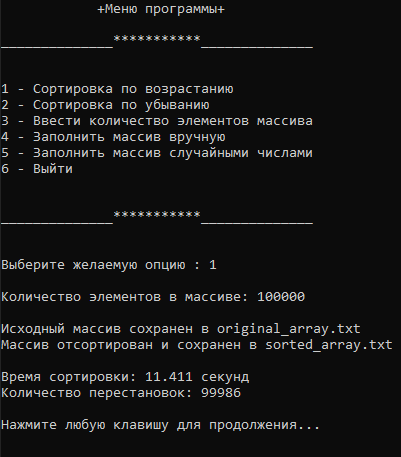 +Меню программы+
______________***********______________
1 - Сортировка по возрастанию
2 - Сортировка по убыванию
3 - Ввести количество элементов массива
4 - Заполнить массив вручную
5 - Заполнить массив случайными числами
6 - Выйти
______________***********______________
Выберите желаемую опцию : 1
Количество элементов в массиве: 100000
Исходный массив сохранен в original_array.txt
Массив отсортирован и сохранен в sorted_array.txt
Время сортировки: 11.411 секунд
Количество перестановок: 99986
Нажмите любую клавишу для продолжения...